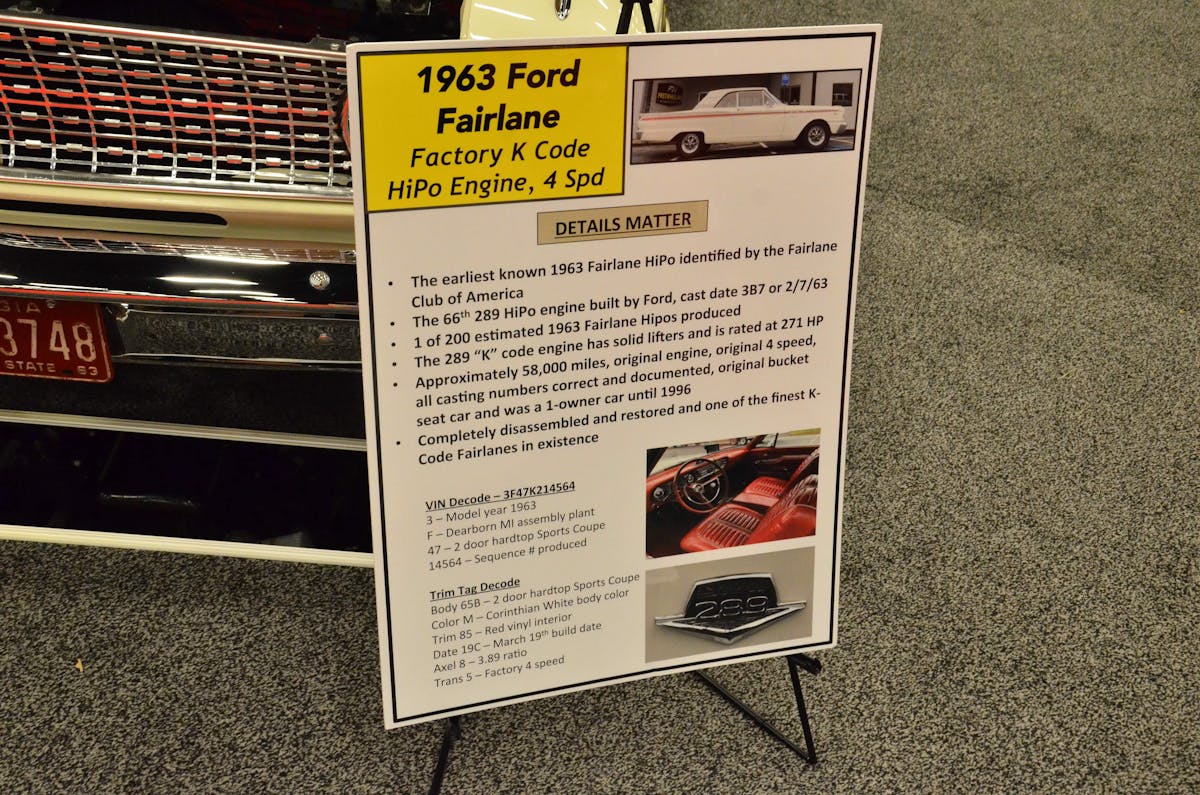 1963 Ford
Fairlane
Factory K Code
HiPo Engine, 4 Spd
DETAILS MATTER
• The earliest known 1963 Fairlane HiPo identified by the Fairlane
Club of America
• The 66th 289 HiPo engine built by Ford, cast date 3B7 or 2/7/63
• 1 of 200 estimated 1963 Fairlane Hipos produced
• The 289 "K" code engine has solid lifters and is rated at 271 HP
• Approximately 58,000 miles, original engine, original 4 speed,
all casting numbers correct and documented, original bucket
seat car and was a 1-owner car until 1996
• Completely disassembled and restored and one of the finest K-
Code Fairlanes in existence
VIN Decode – 3F47K214564
3 – Model year 1963
F – Dearborn MI assembly plant
47 – 2 door hardtop Sports Coupe
14564 – Sequence # produced
Trim Tag Decode
Body 65B – 2 door hardtop Sports Coupe
Color M – Corinthian White body color
Trim 85 – Red vinyl interior
Date 19C – March 19th build date
Axel 8 – 3.89 ratio
Trans 5 – Factory 4 speed
289
3748
STATE 63